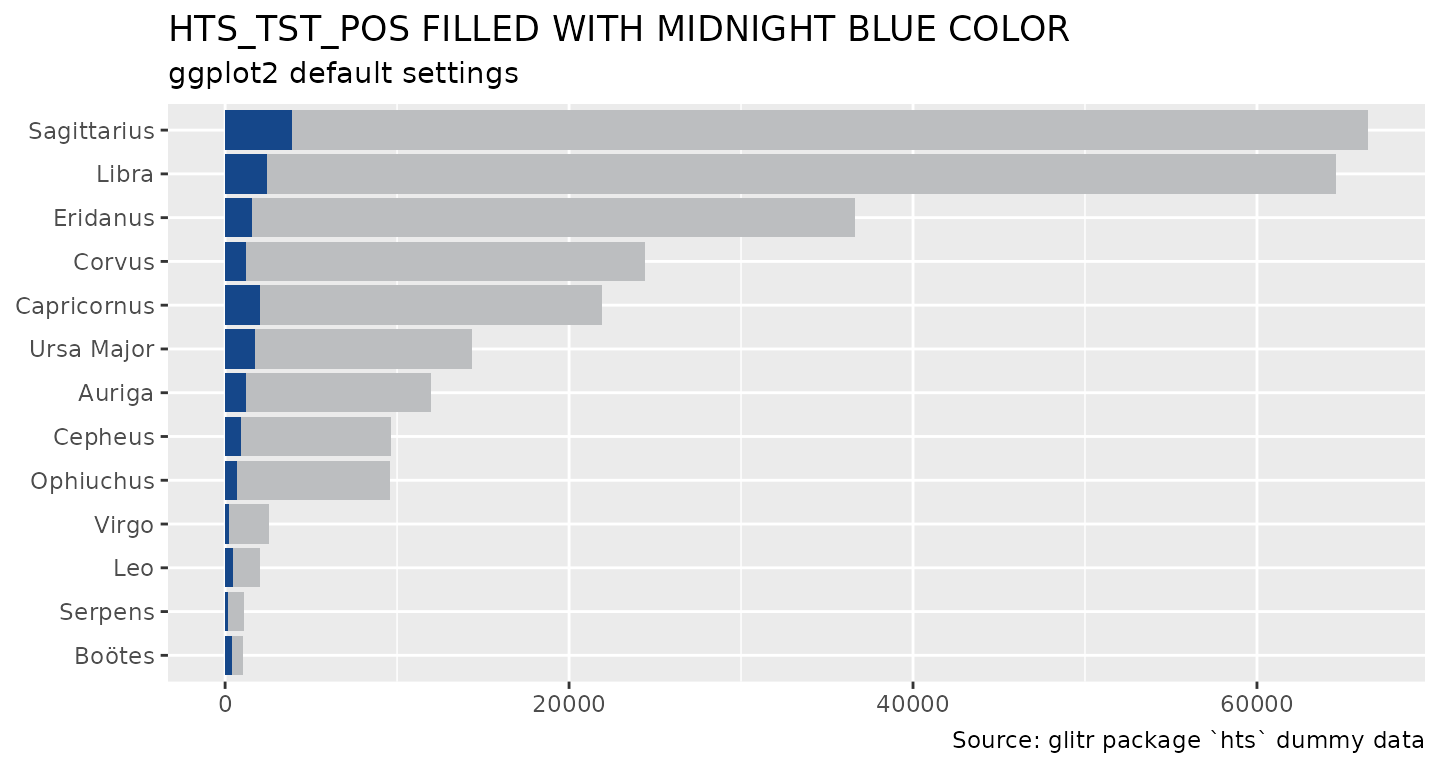 HTS_TST_POS FILLED WITH MIDNIGHT BLUE COLOR
ggplot2 default settings
Sagittarius
Libra
Eridanus
Corvus
Capricornus
Ursa Major
Auriga
Cepheus
Ophiuchus
Virgo
Leo
Serpens
Boötes
0 20000 40000 60000
Source: glitr package `hts` dummy data